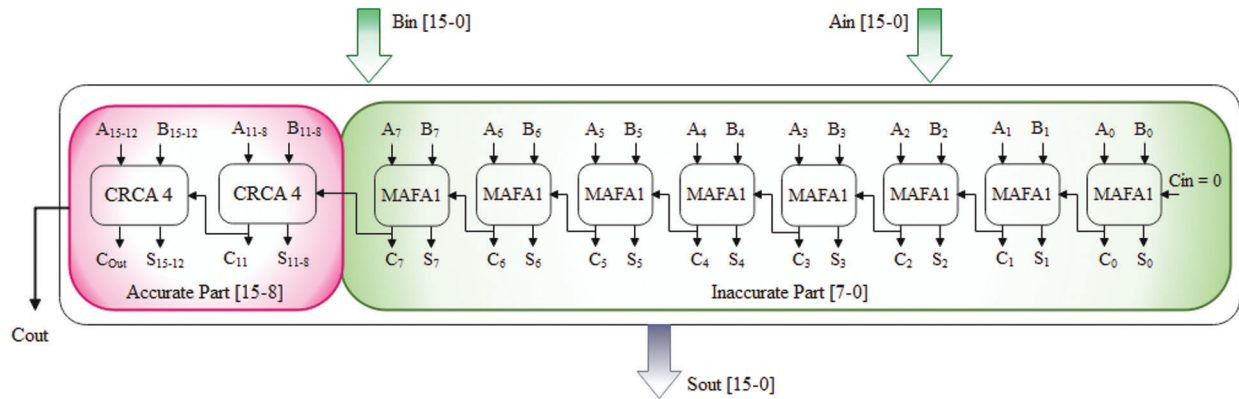 Bin [15-0] Ain [15-0]
A₁₅₋₁₂ B₁₅₋₁₂ A₁₁₋₈ B₁₁₋₈ A₇ B₇ A₆ B₆ A₅ B₅ A₄ B₄ A₃ B₃ A₂ B₂ A₁ B₁ A₀ B₀
CRCA 4 CRCA 4 MAFA1 MAFA1 MAFA1 MAFA1 MAFA1 MAFA1 MAFA1 MAFA1 Cin = 0
C_Out S₁₅₋₁₂ C₁₁ S₁₁₋₈ C₇ S₇ C₆ S₆ C₅ S₅ C₄ S₄ C₃ S₃ C₂ S₂ C₁ S₁ C₀ S₀
Accurate Part [15-8] Inaccurate Part [7-0]
Cout
Sout [15-0]